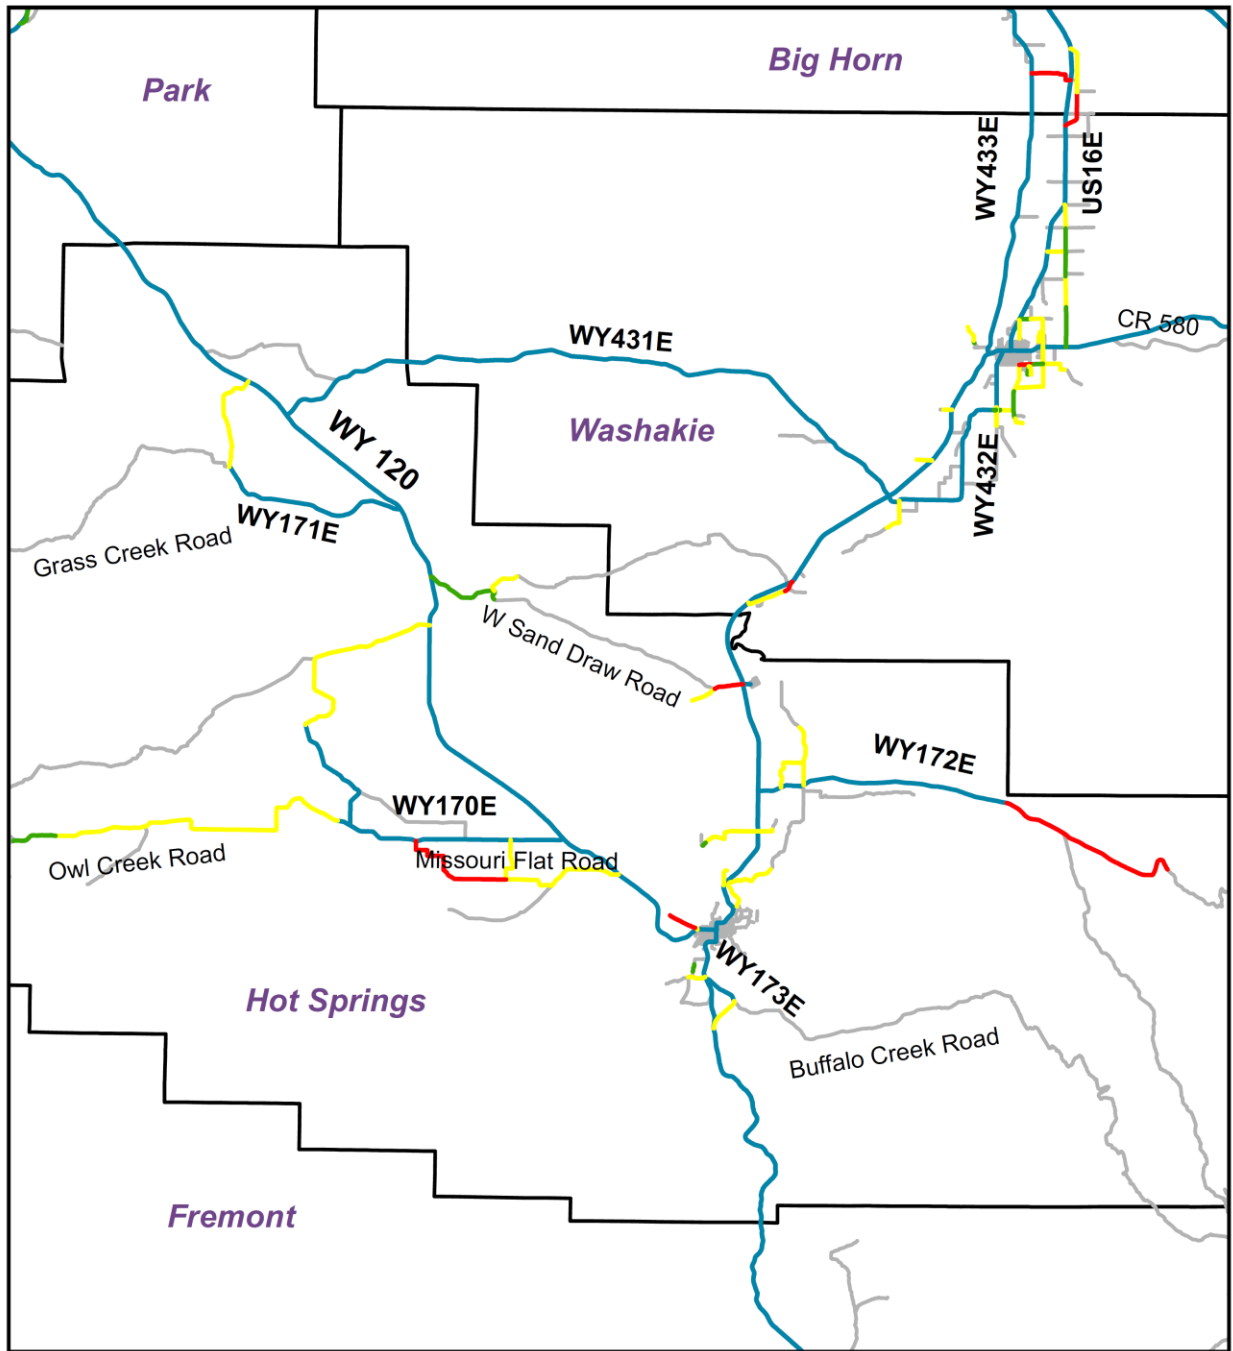 Big Horn
Park
WY433E
US16E
CR 580
WY431E
WY 120
Washakie
WY432E
WY171E
Grass Creek Road
W Sand Draw Road
WY172E
WY170E
Missouri Flat Road
Owl Creek Road
WY173E
Hot Springs
Buffalo Creek Road
Fremont